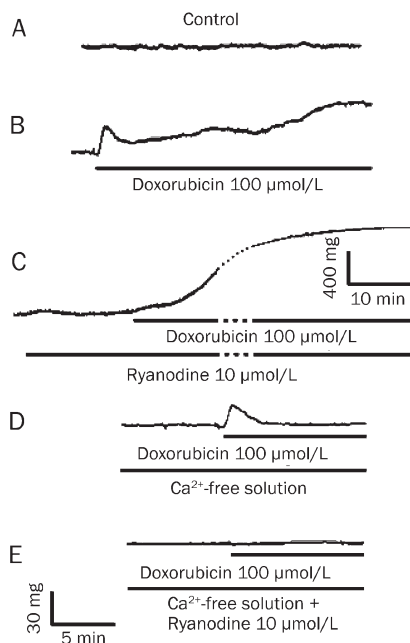 A
Control
B
Doxorubicin 100 µmol/L
C
400 mg
10 min
Doxorubicin 100 µmol/L
Ryanodine 10 µmol/L
D
Doxorubicin 100 µmol/L
Ca²⁺-free solution
E
Doxorubicin 100 µmol/L
30 mg
5 min
Ca²⁺-free solution +
Ryanodine 10 µmol/L